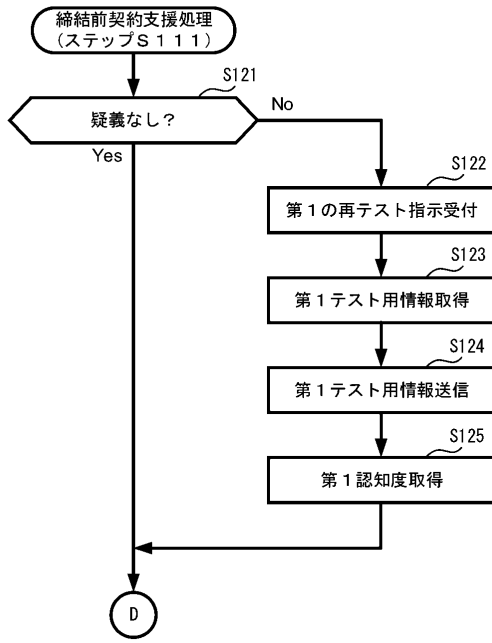 締結前契約支援処理
(ステップS111)
S121
疑義なし?
No
Yes
S122
第1の再テスト指示受付
S123
第1テスト用情報取得
S124
第1テスト用情報送信
S125
第1認知度取得
D